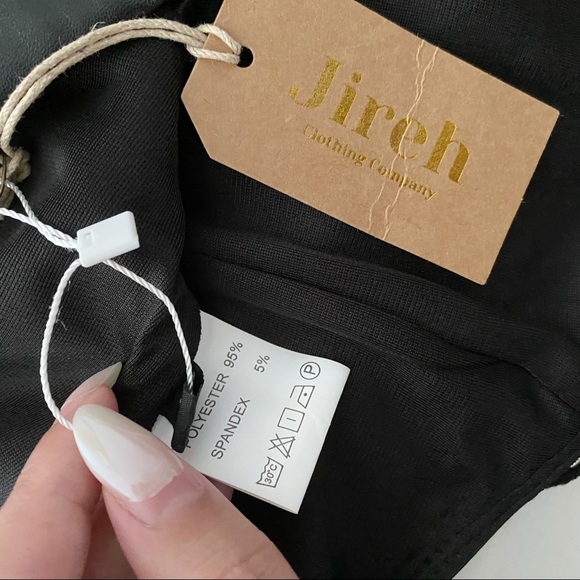 Jireh
Clothing Company
POLYESTER 95%
SPANDEX 5%
30°C
P